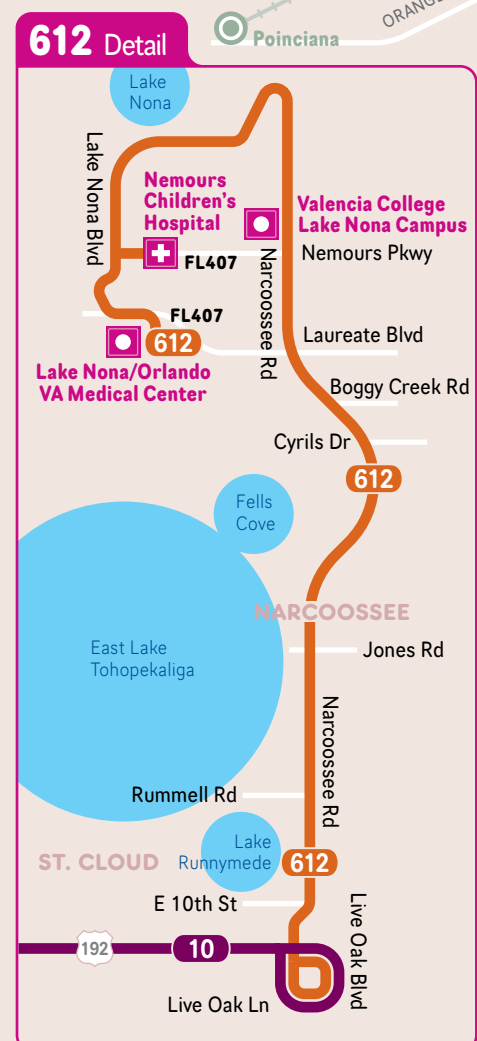 ORANGE
612 Detail
Poinciana
Lake
Nona
Lake Nona Blvd
Nemours
Children's
Hospital
Valencia College
Lake Nona Campus
FL407
Nemours Pkwy
Narcoossee Rd
FL407
612
Laureate Blvd
Lake Nona/Orlando
VA Medical Center
Boggy Creek Rd
Cyrils Dr
612
Fells
Cove
NARCOOSSEE
East Lake
Tohopekaliga
Jones Rd
Narcoossee Rd
Rummell Rd
Lake
Runnymede
ST. CLOUD
612
E 10th St
Live Oak Blvd
192
10
Live Oak Ln